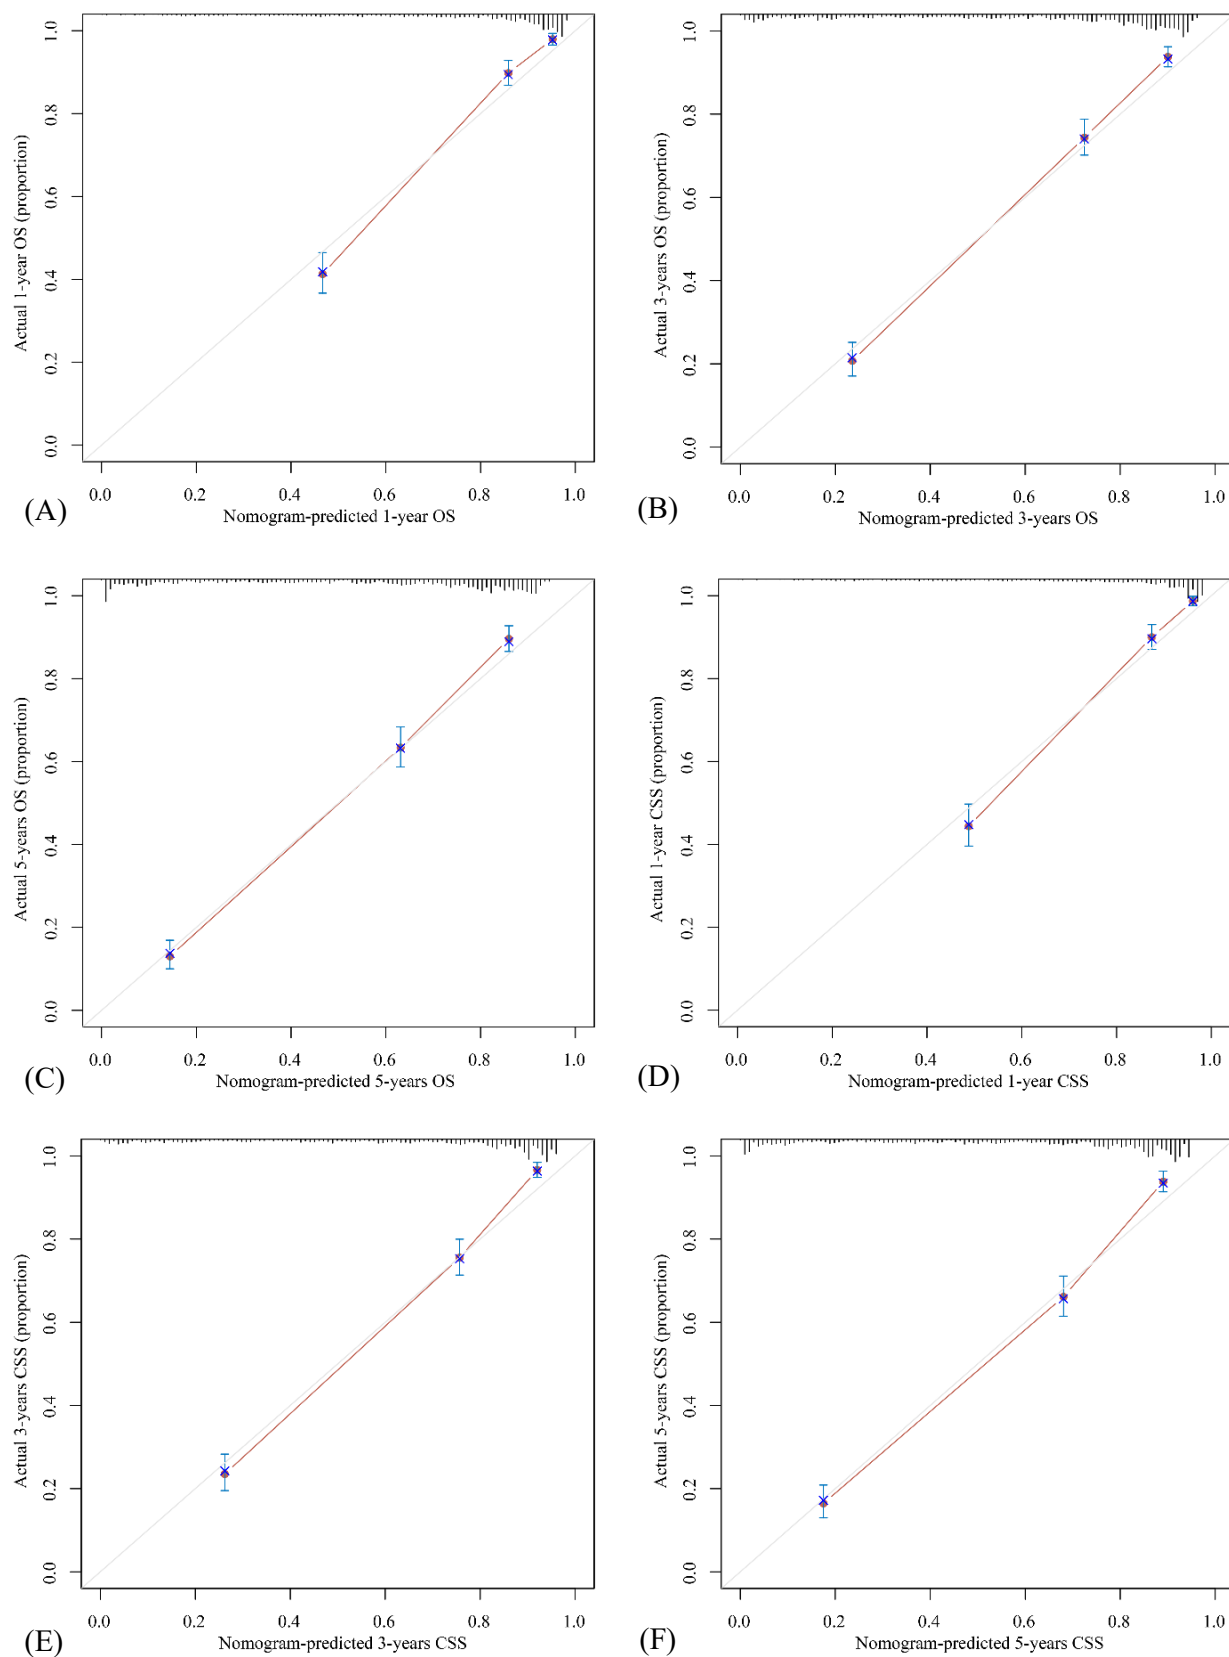 1.0
0.8
0.6
0.4
0.2
0.0
Actual 1-year OS (proportion)
0.0 0.2 0.4 0.6 0.8 1.0
Nomogram-predicted 1-year OS
(A)
1.0
0.8
0.6
0.4
0.2
0.0
Actual 3-years OS (proportion)
0.0 0.2 0.4 0.6 0.8 1.0
Nomogram-predicted 3-years OS
(B)
1.0
0.8
0.6
0.4
0.2
0.0
Actual 5-years OS (proportion)
0.0 0.2 0.4 0.6 0.8 1.0
Nomogram-predicted 5-years OS
(C)
1.0
0.8
0.6
0.4
0.2
0.0
Actual 1-year CSS (proportion)
0.0 0.2 0.4 0.6 0.8 1.0
Nomogram-predicted 1-year CSS
(D)
1.0
0.8
0.6
0.4
0.2
0.0
Actual 3-years CSS (proportion)
0.0 0.2 0.4 0.6 0.8 1.0
Nomogram-predicted 3-years CSS
(E)
1.0
0.8
0.6
0.4
0.2
0.0
Actual 5-years CSS (proportion)
0.0 0.2 0.4 0.6 0.8 1.0
Nomogram-predicted 5-years CSS
(F)